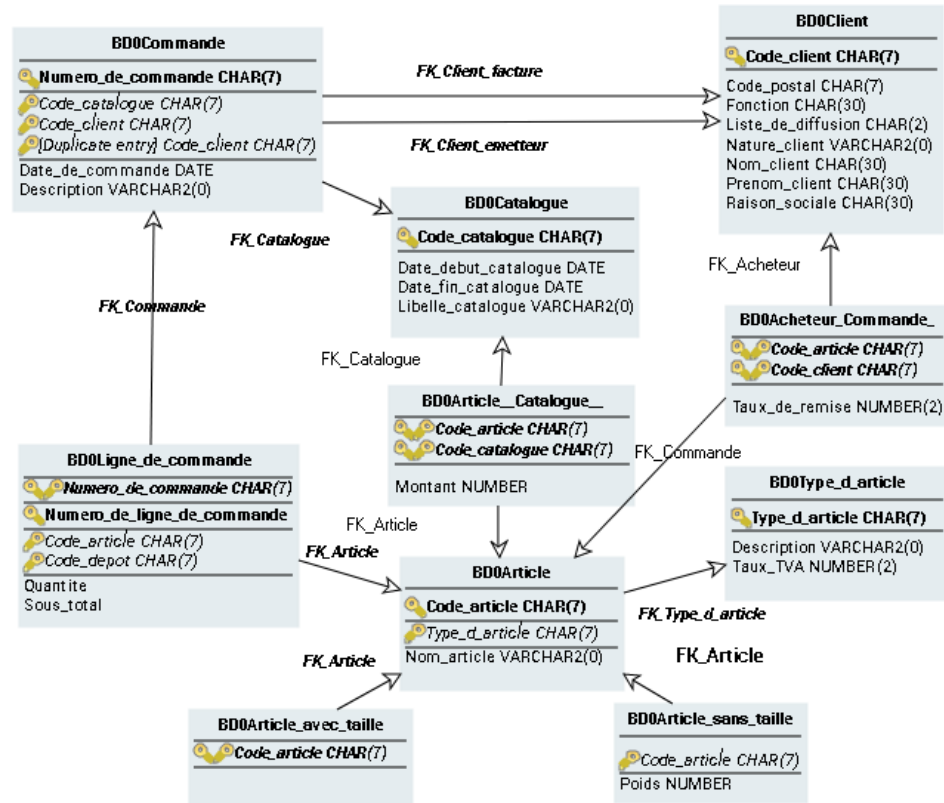 BD0Commande
Numero_de_commande CHAR(7)
Code_catalogue CHAR(7)
Code_client CHAR(7)
[Duplicate entry] Code_client CHAR(7)
Date_de_commande DATE
Description VARCHAR2(0)
FK_Client_facture
FK_Client_emetteur
BD0Client
Code_client CHAR(7)
Code_postal CHAR(7)
Fonction CHAR(30)
Liste_de_diffusion CHAR(2)
Nature_client VARCHAR2(0)
Nom_client CHAR(30)
Prenom_client CHAR(30)
Raison_sociale CHAR(30)
FK_Catalogue
BD0Catalogue
Code_catalogue CHAR(7)
Date_debut_catalogue DATE
Date_fin_catalogue DATE
Libelle_catalogue VARCHAR2(0)
FK_Acheteur
FK_Commande
FK_Catalogue
BD0Acheteur_Commande_
Code_article CHAR(7)
Code_client CHAR(7)
Taux_de_remise NUMBER(2)
BD0Article__Catalogue__
Code_article CHAR(7)
Code_catalogue CHAR(7)
Montant NUMBER
FK_Commande
BD0Ligne_de_commande
Numero_de_commande CHAR(7)
Numero_de_ligne_de_commande
Code_article CHAR(7)
Code_depot CHAR(7)
Quantite
Sous_total
FK_Article
FK_Article
BD0Type_d_article
Type_d_article CHAR(7)
Description VARCHAR2(0)
Taux_TVA NUMBER(2)
BD0Article
Code_article CHAR(7)
Type_d_article CHAR(7)
Nom_article VARCHAR2(0)
FK_Type_d_article
FK_Article
FK_Article
BD0Article_avec_taille
Code_article CHAR(7)
BD0Article_sans_taille
Code_article CHAR(7)
Poids NUMBER